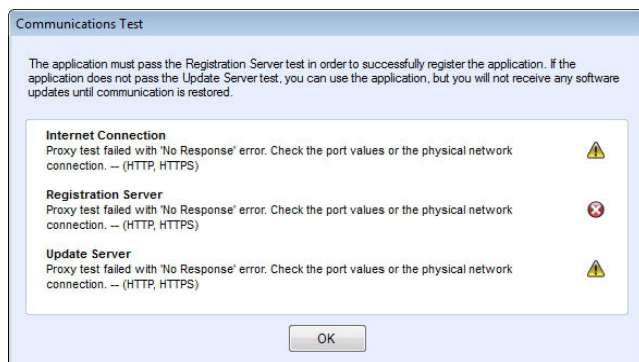 Communications Test
The application must pass the Registration Server test in order to successfully register the application. If the
application does not pass the Update Server test, you can use the application, but you will not receive any software
updates until communication is restored.
Internet Connection
Proxy test failed with 'No Response' error. Check the port values or the physical network
connection. -- (HTTP, HTTPS)
Registration Server
Proxy test failed with 'No Response' error. Check the port values or the physical network
connection. -- (HTTP, HTTPS)
Update Server
Proxy test failed with 'No Response' error. Check the port values or the physical network
connection. -- (HTTP, HTTPS)
OK